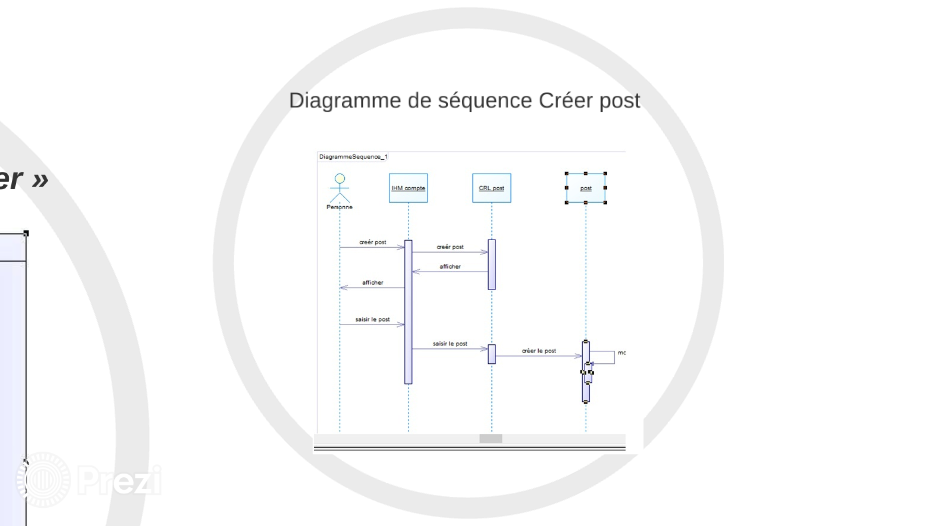 Diagramme de séquence Créer post
er »
DiagrammeSequence_1
Personne
IHM compte
CRL post
post
creér post
creér post
afficher
afficher
saisir le post
saisir le post
créer le post
mc
Prezi